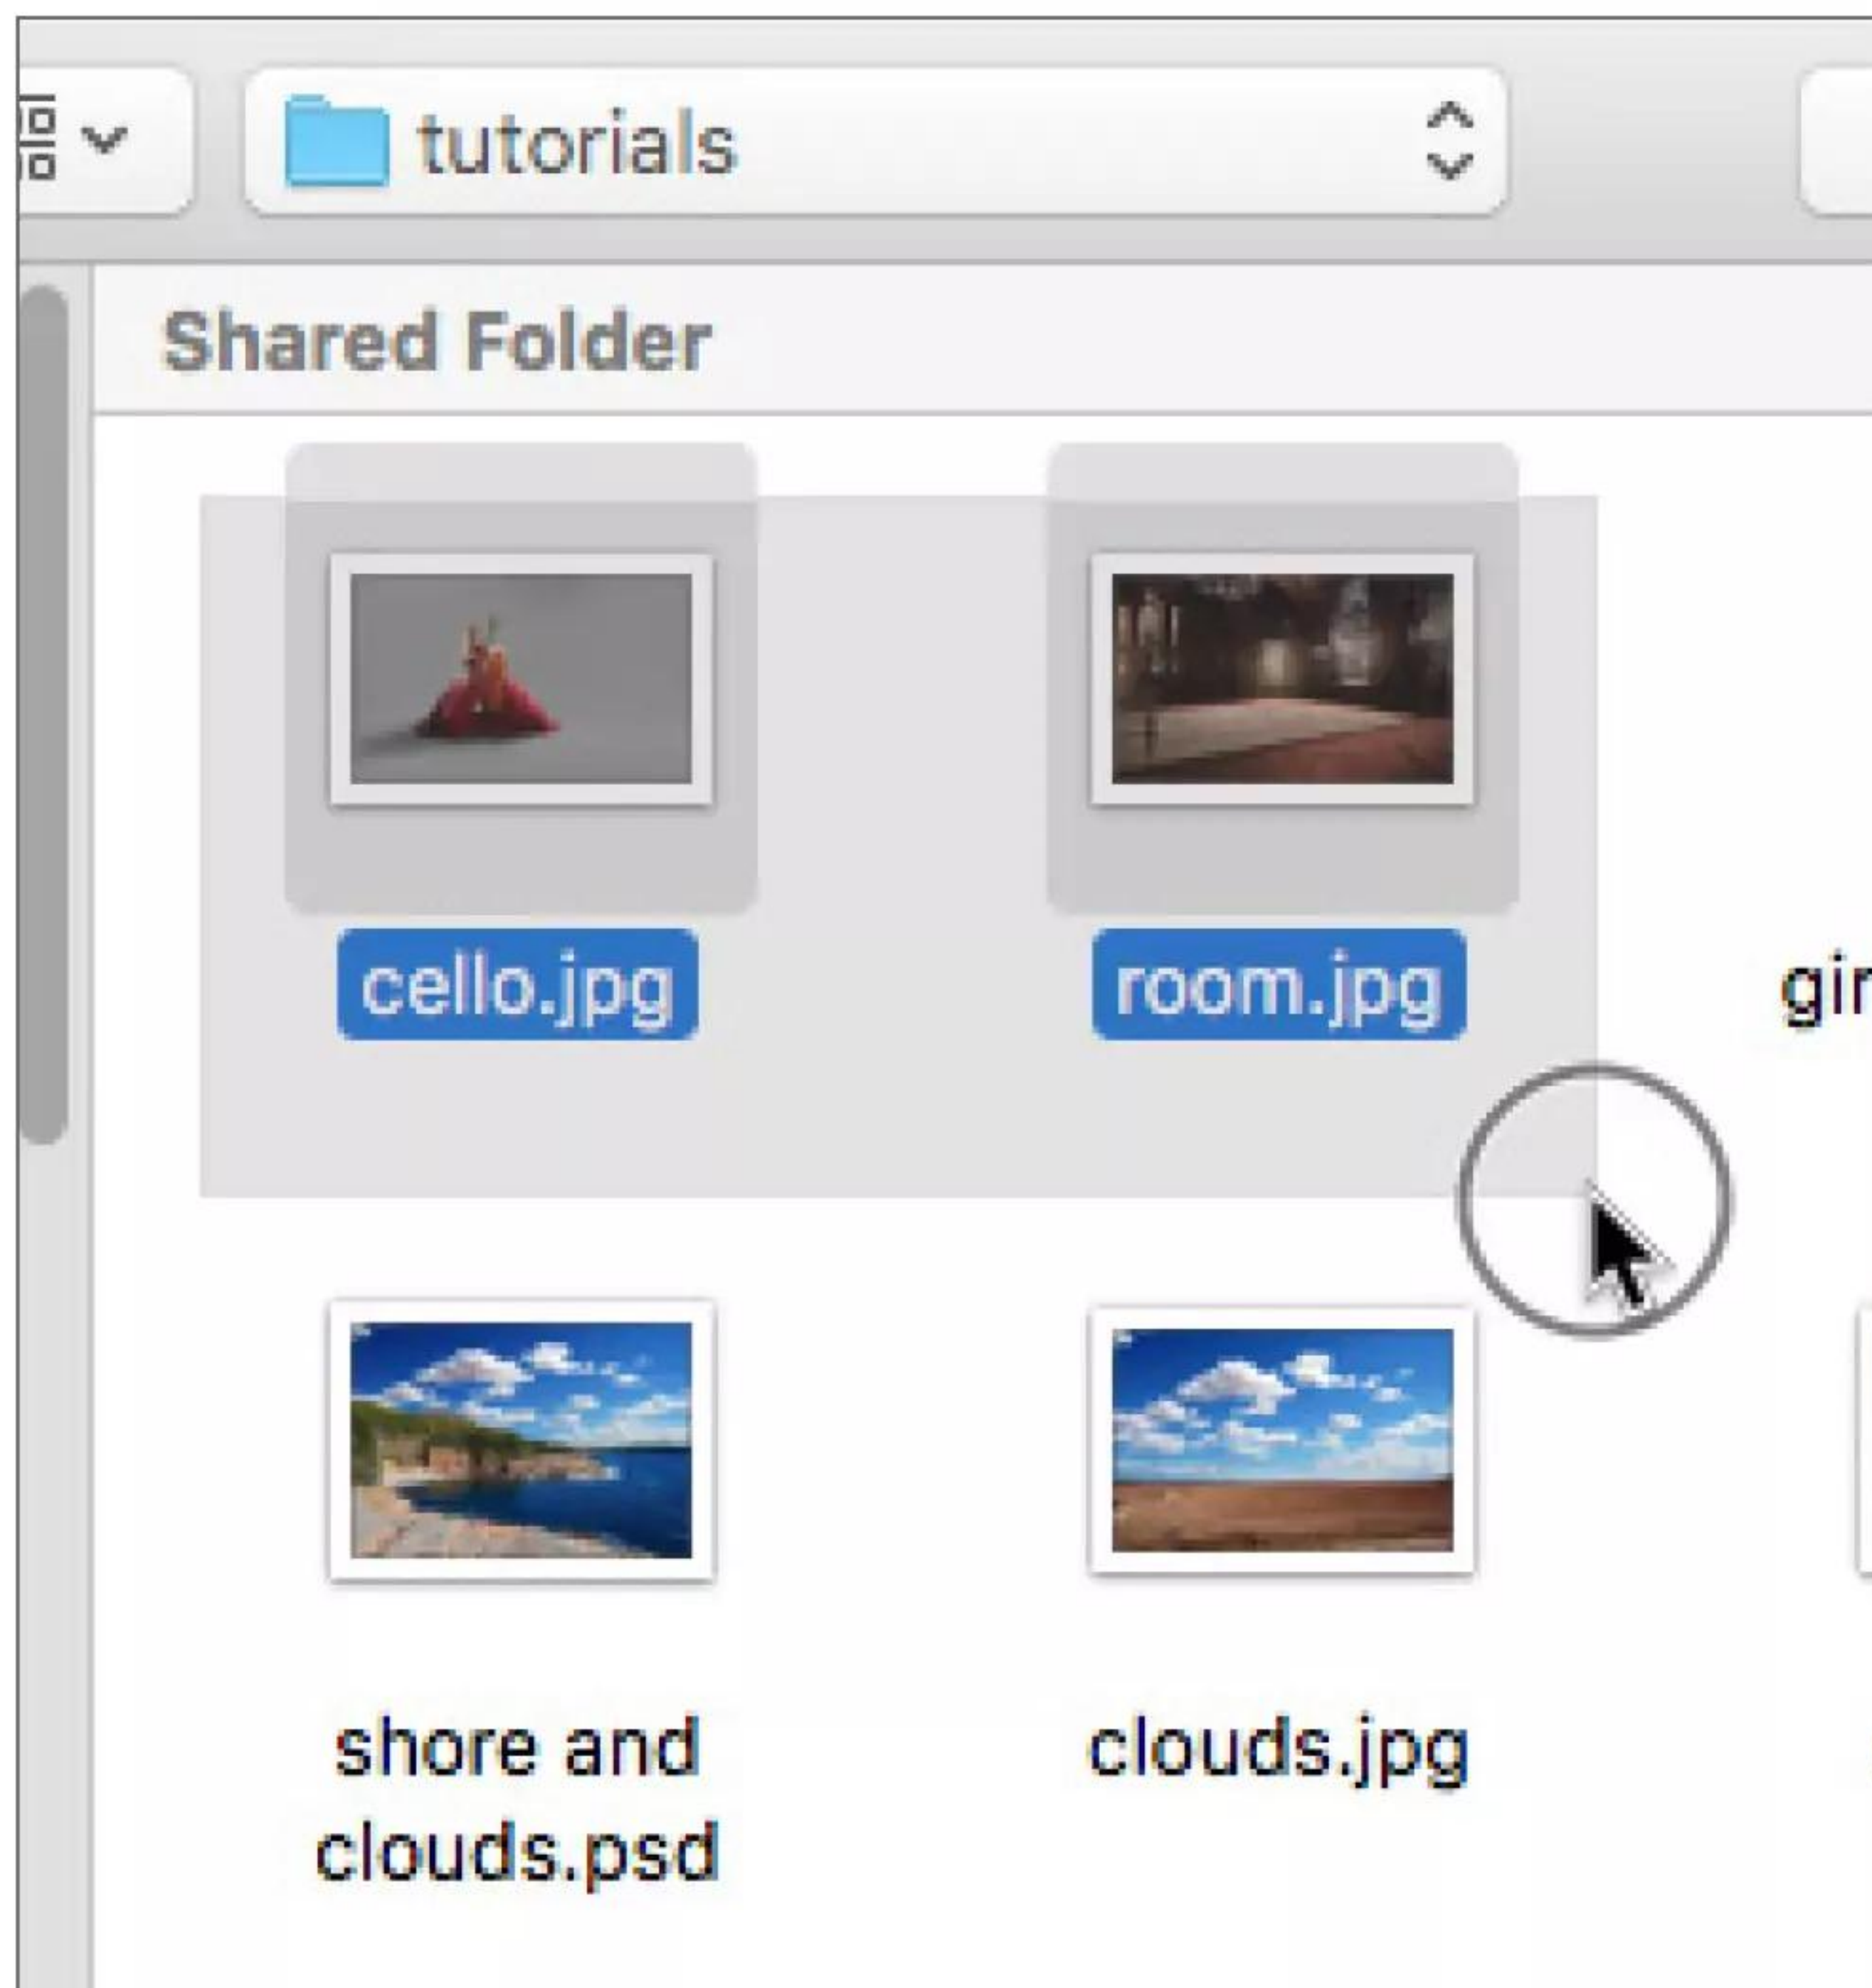 tutorials
Shared Folder
cello.jpg
room.jpg
shore and
clouds.psd
clouds.jpg